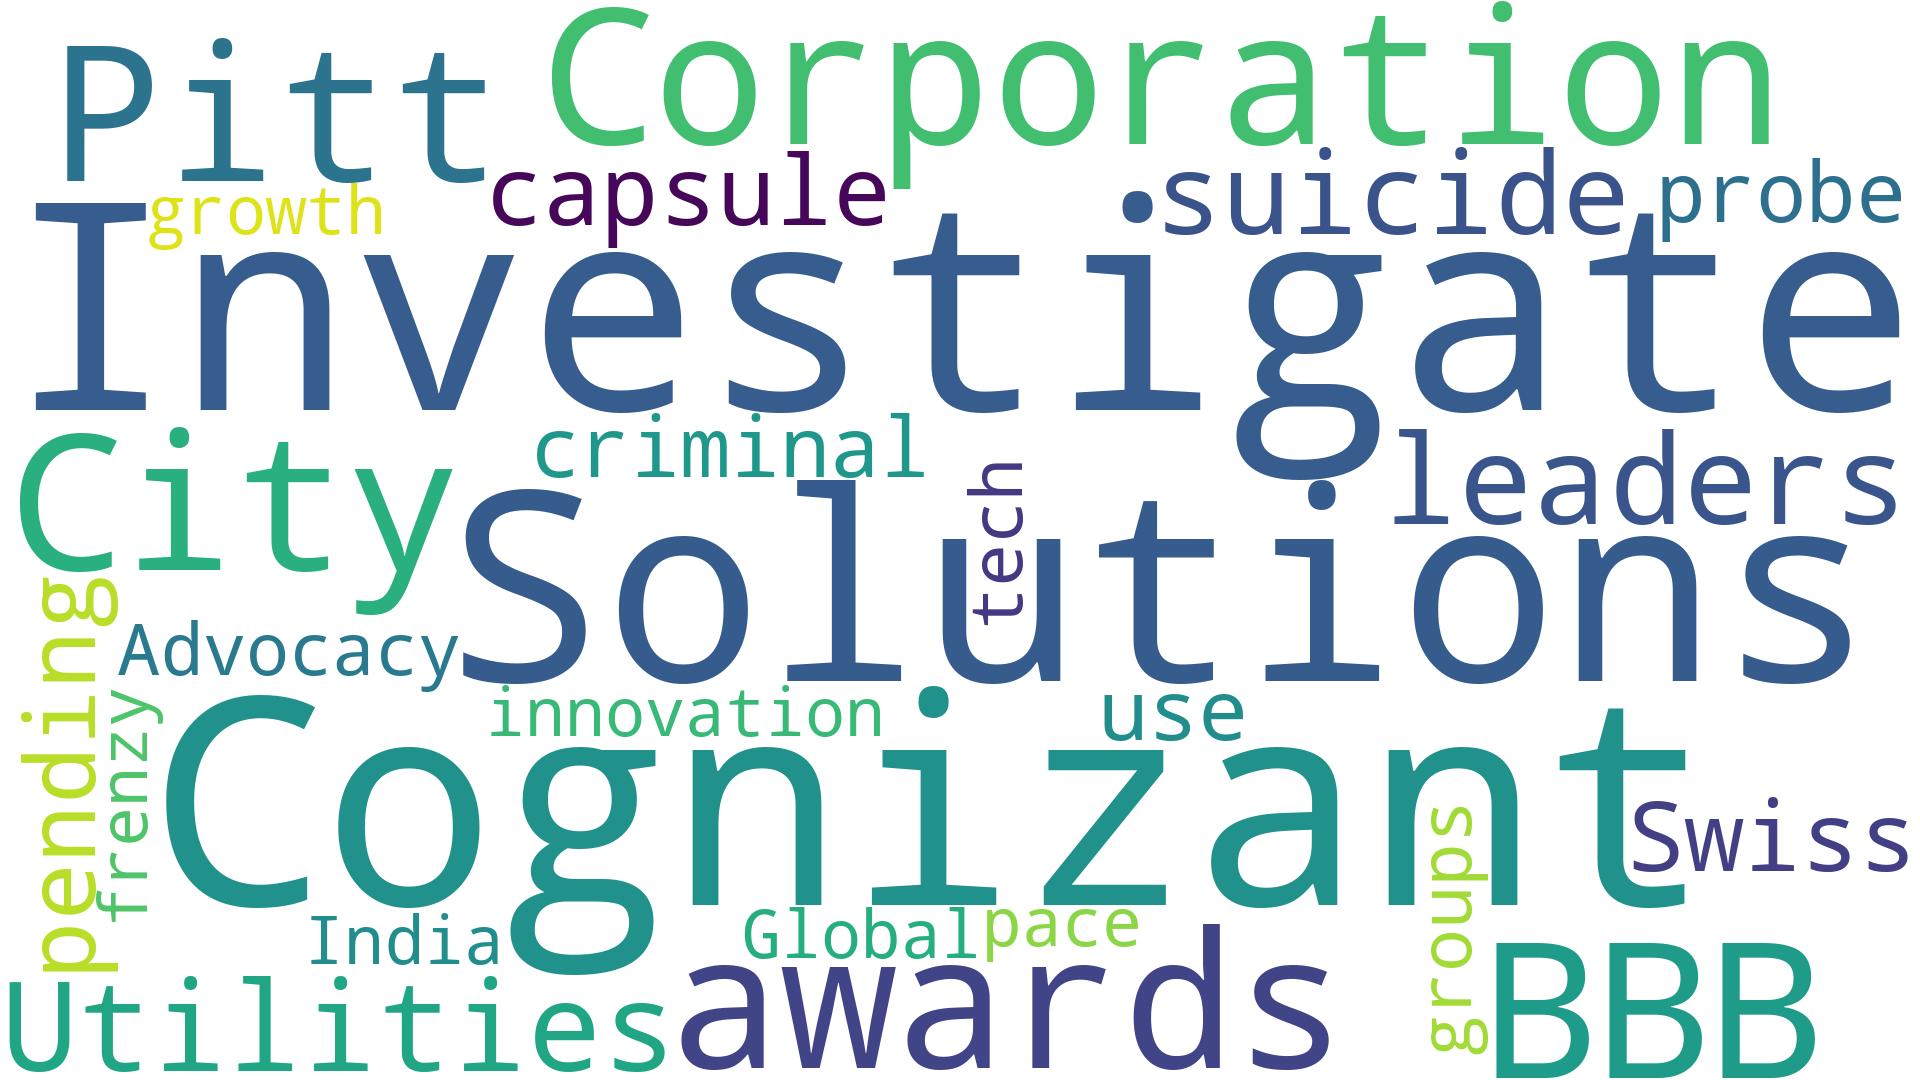 Pitt Corporation
growth capsule suicide probe
Investigate
City criminal leaders
tech
Solutions
pending Advocacy
frenzy innovation use
Cognizant
groups Swiss
India Global pace
Utilities awards BBB